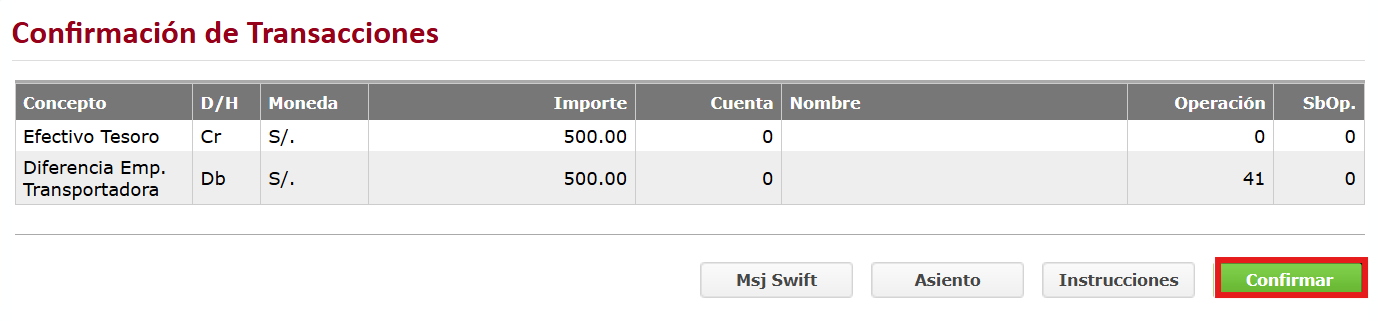 Confirmación de Transacciones
Concepto D/H Moneda Importe Cuenta Nombre Operación SbOp.
Efectivo Tesoro Cr S/. 500.00 0 0 0
Diferencia Emp.
Transportadora Db S/. 500.00 0 41 0
Msj Swift Asiento Instrucciones Confirmar